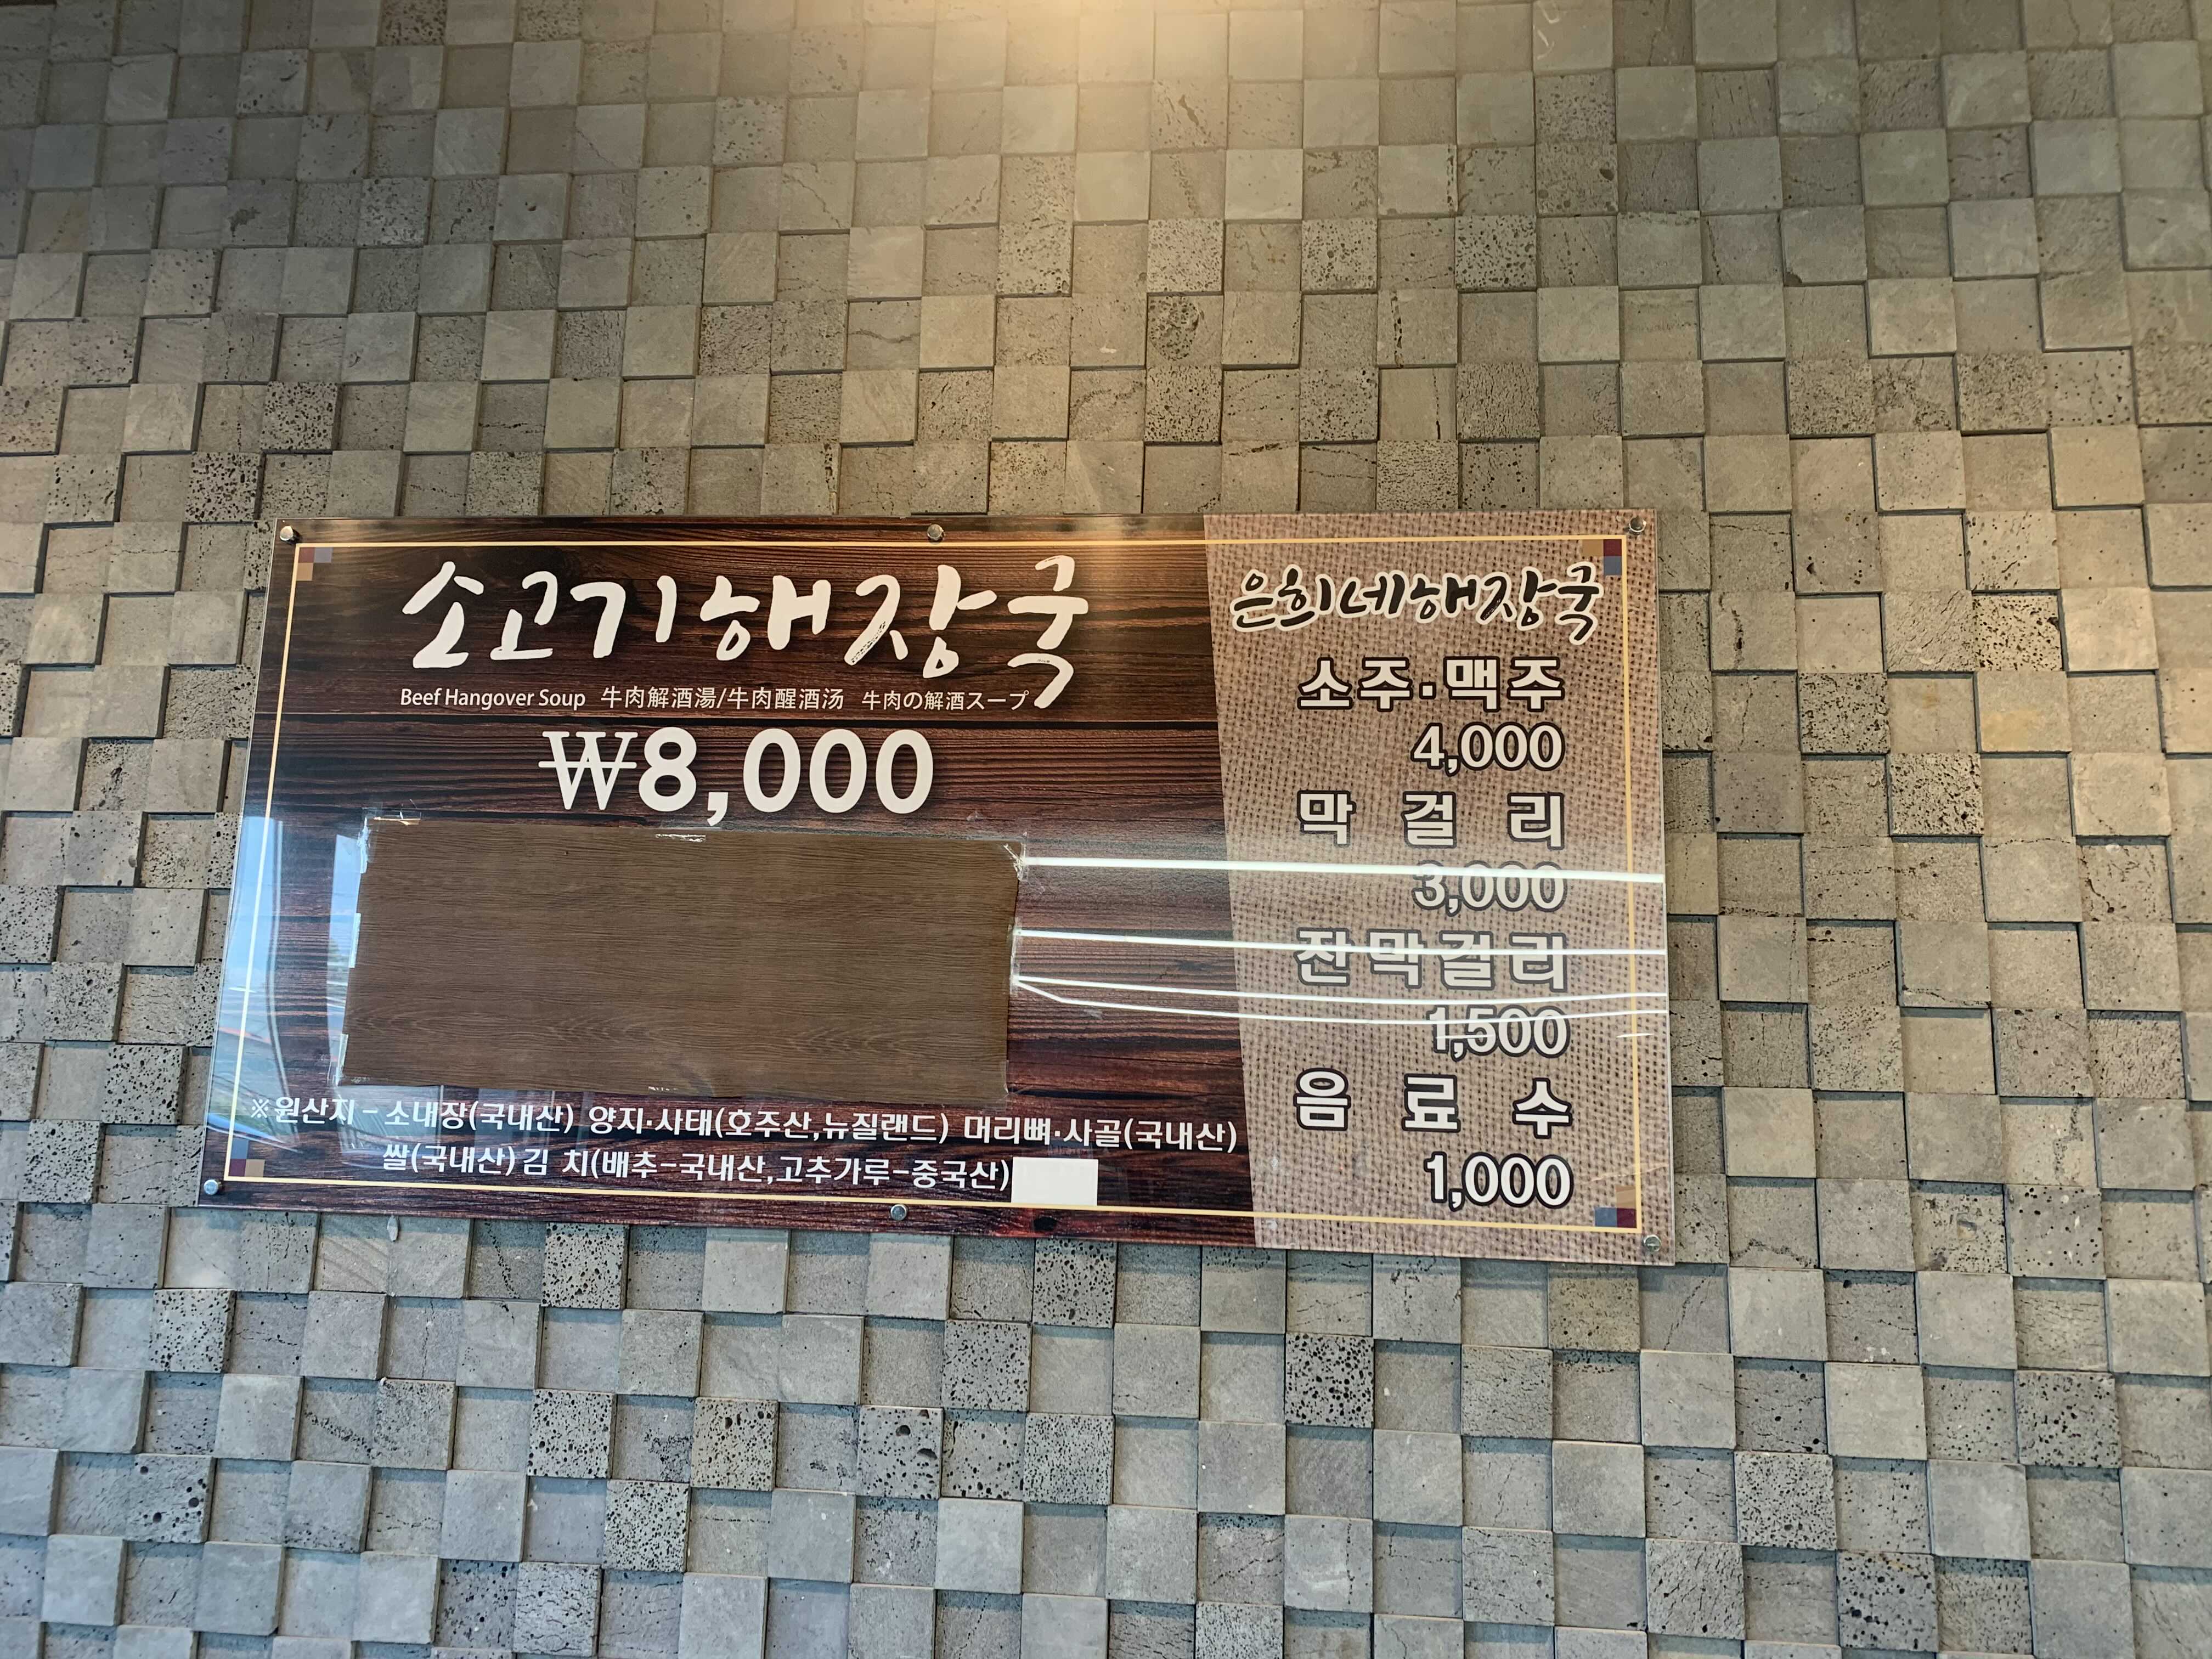 소고기해장국
Beef Hangover Soup 牛肉解酒湯/牛肉醒酒汤 牛肉の解酒スープ
₩8,000
※원산지 - 소내장(국내산) 양지·사태(호주산,뉴질랜드) 머리뼈·사골(국내산)
쌀(국내산) 김 치(배추-국내산,고추가루-중국산)
은희네해장국
소주·맥주
4,000
막 걸 리
3,000
잔막걸리
1,500
음 료 수
1,000